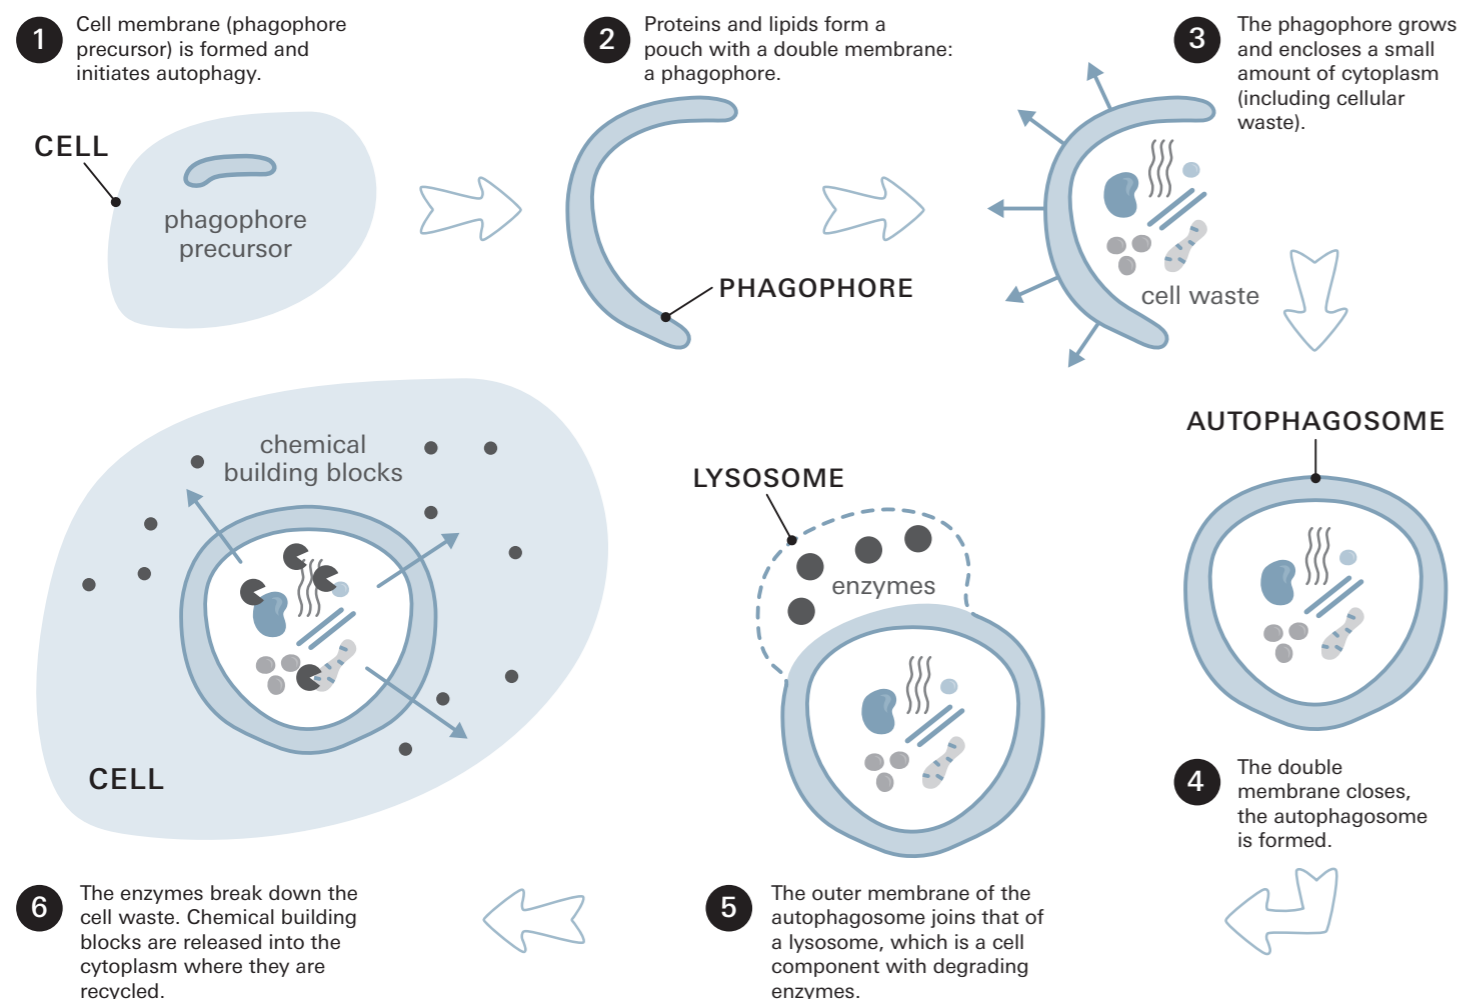 1
Cell membrane (phagophore
precursor) is formed and
initiates autophagy.
CELL
phagophore
precursor
2
Proteins and lipids form a
pouch with a double membrane:
a phagophore.
PHAGOPHORE
3
The phagophore grows
and encloses a small
amount of cytoplasm
(including cellular
waste).
cell waste
AUTOPHAGOSOME
4
The double
membrane closes,
the autophagosome
is formed.
LYSOSOME
enzymes
5
The outer membrane of the
autophagosome joins that of
a lysosome, which is a cell
component with degrading
enzymes.
chemical
building blocks
CELL
6
The enzymes break down the
cell waste. Chemical building
blocks are released into the
cytoplasm where they are
recycled.